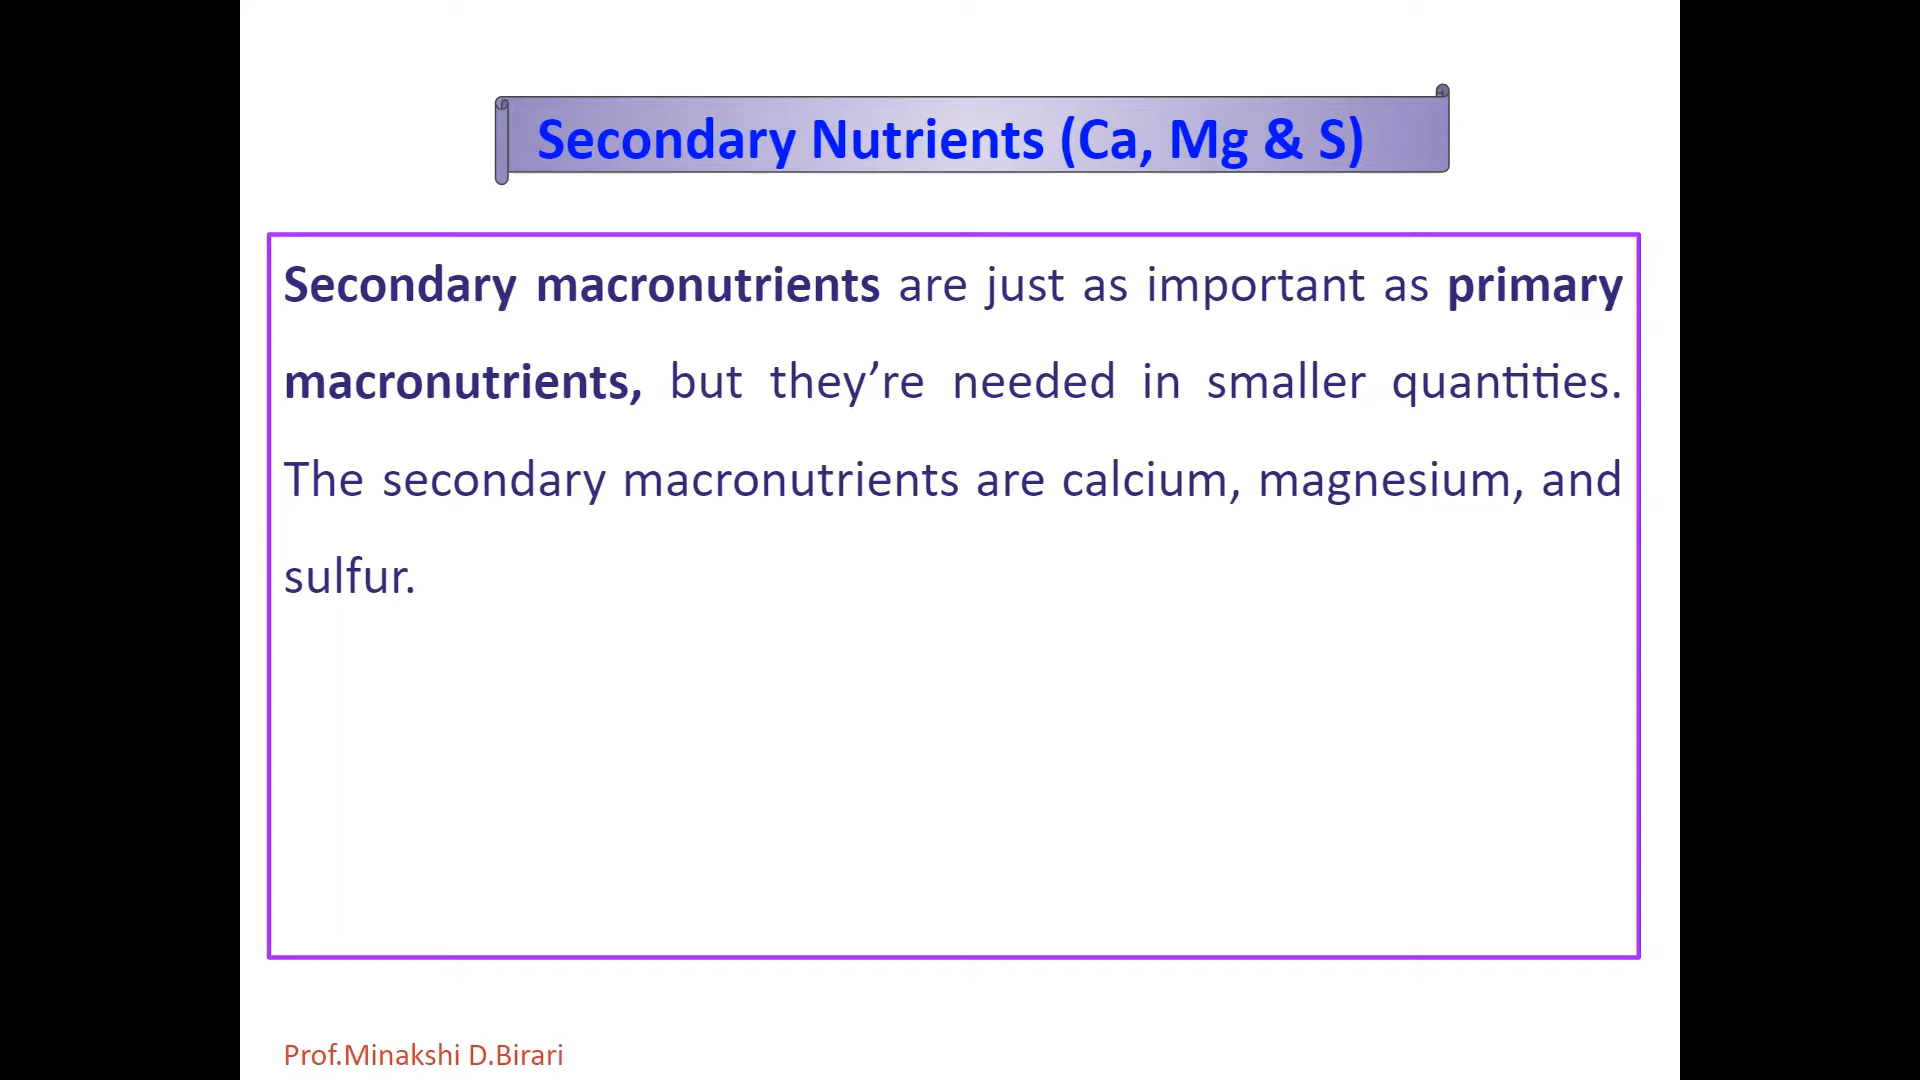 Secondary Nutrients (Ca, Mg & S)
Secondary macronutrients are just as important as primary
macronutrients, but they’re needed in smaller quantities.
The secondary macronutrients are calcium, magnesium, and
sulfur.
Prof.Minakshi D.Birari